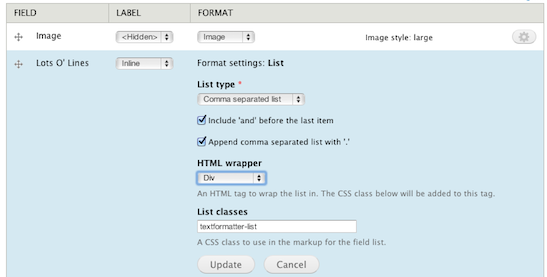 FIELD LABEL FORMAT
Image <Hidden> Image Image style: large
Lots O' Lines Inline Format settings: List
List type *
Comma separated list
Include 'and' before the last item
Append comma separated list with '.'
HTML wrapper
Div
An HTML tag to wrap the list in. The CSS class below will be added to this tag.
List classes
textformatter-list
A CSS class to use in the markup for the field list.
Update Cancel